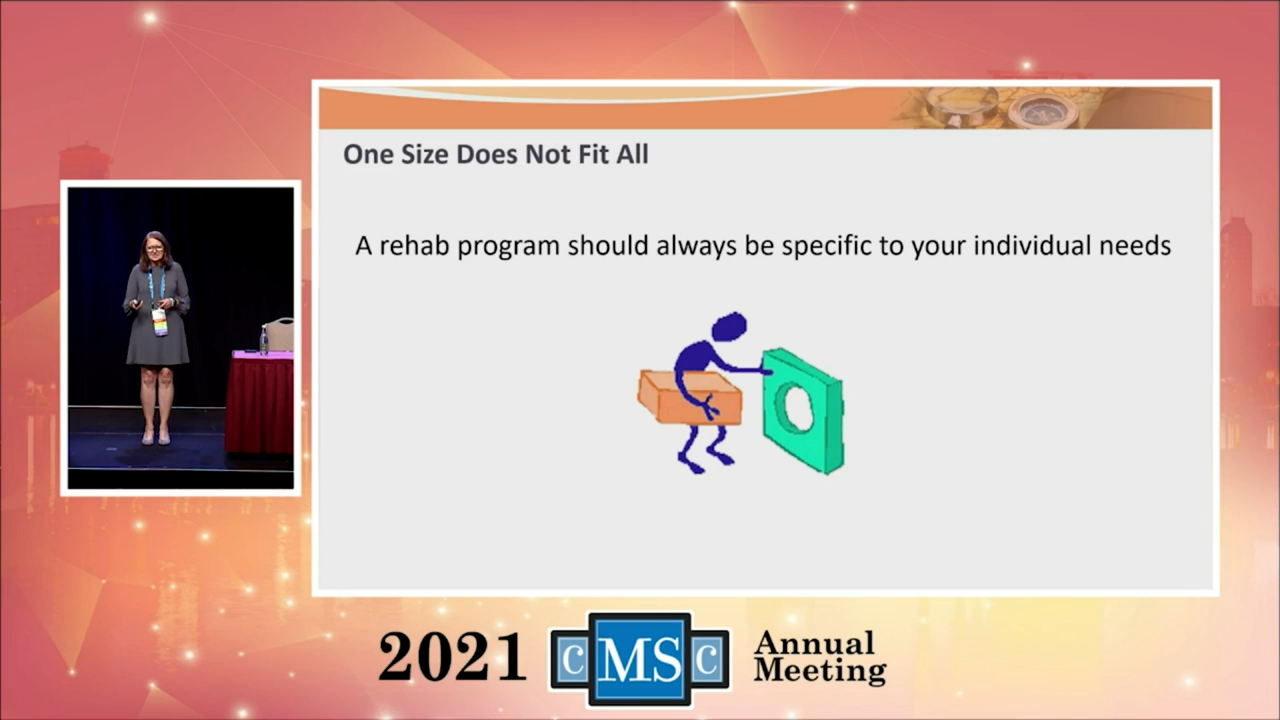 One Size Does Not Fit All
A rehab program should always be specific to your individual needs
2021
CMSC
Annual
Meeting